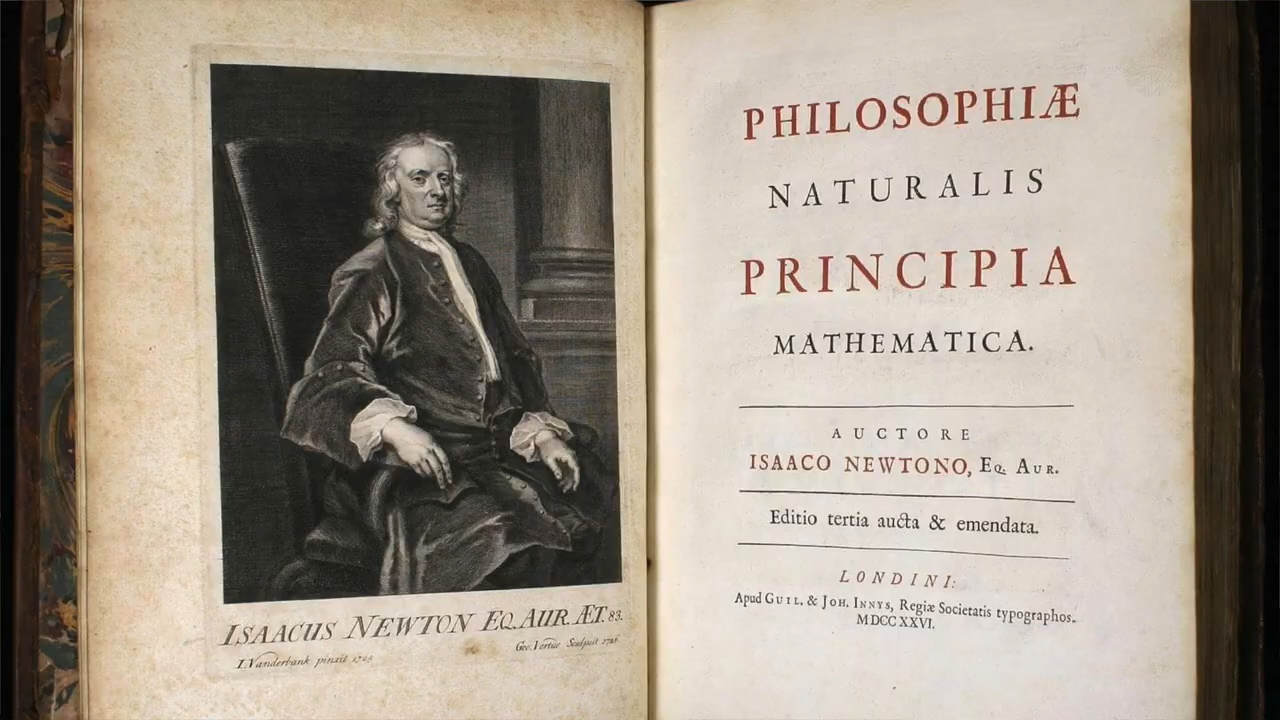 ISAACUS NEWTON EQ. AUR. ÆT. 83.
I. Vanderbank pinxit 1725 Geo. Vertue Sculpsit 1726
PHILOSOPHIÆ
NATURALIS
PRINCIPIA
MATHEMATICA.
AUCTORE
ISAACO NEWTONO, Eq. Aur.
Editio tertia aucta & emendata.
LONDINI:
Apud Guil. & Joh. Innys, Regiæ Societatis typographos.
MDCCXXVI.